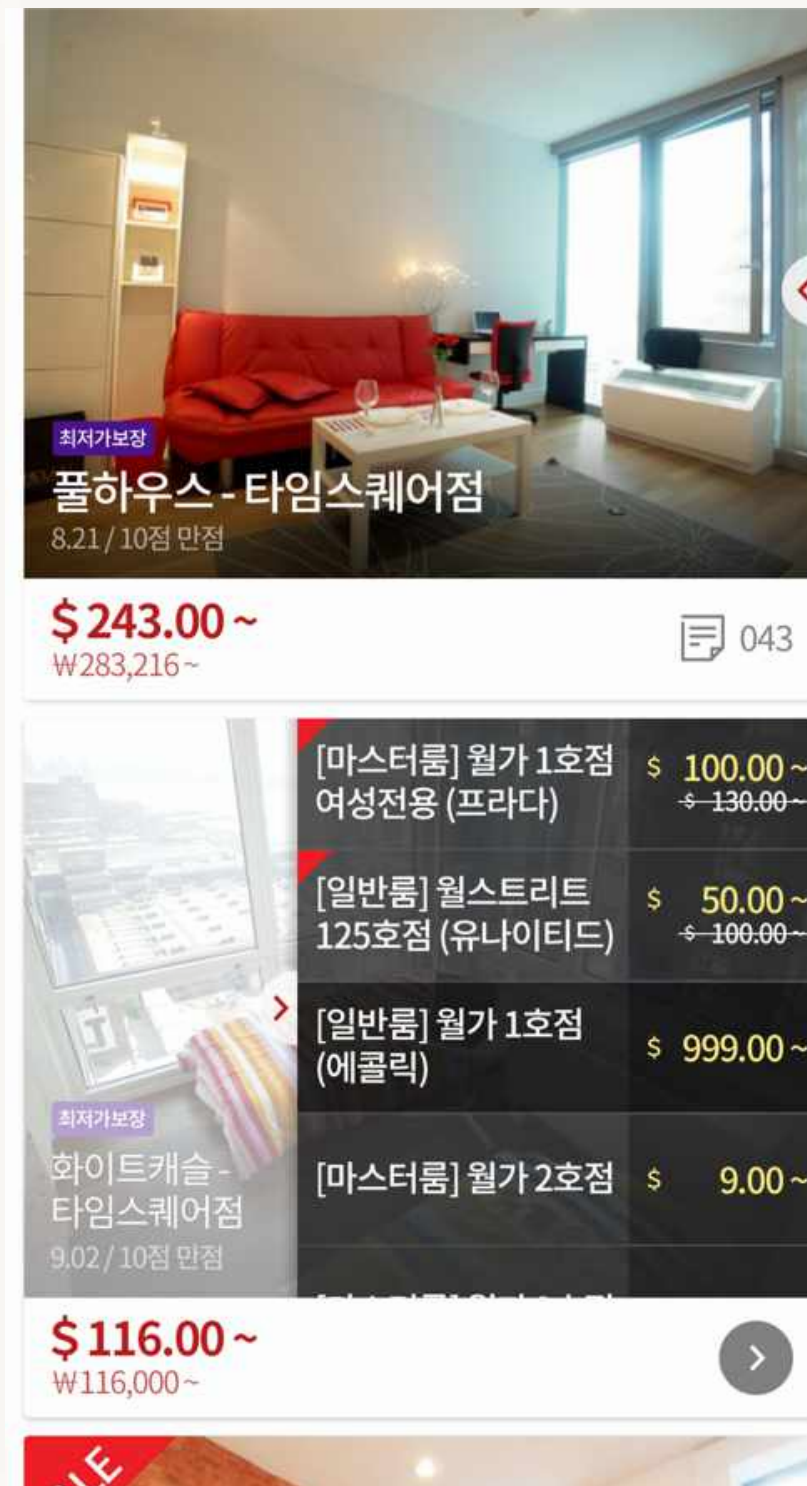 최저가보장
풀하우스 - 타임스퀘어점
8.21 / 10점 만점
$ 243.00 ~
₩283,216 ~
043
[마스터룸] 월가 1호점
여성전용 (프라다)
$ 100.00 ~
$ 130.00 ~
[일반룸] 월스트리트
125호점 (유나이티드)
$ 50.00 ~
$ 100.00 ~
[일반룸] 월가 1호점
(에콜릭)
$ 999.00 ~
[마스터룸] 월가 2호점
$ 9.00 ~
최저가보장
화이트캐슬 -
타임스퀘어점
9.02 / 10점 만점
$ 116.00 ~
₩116,000 ~